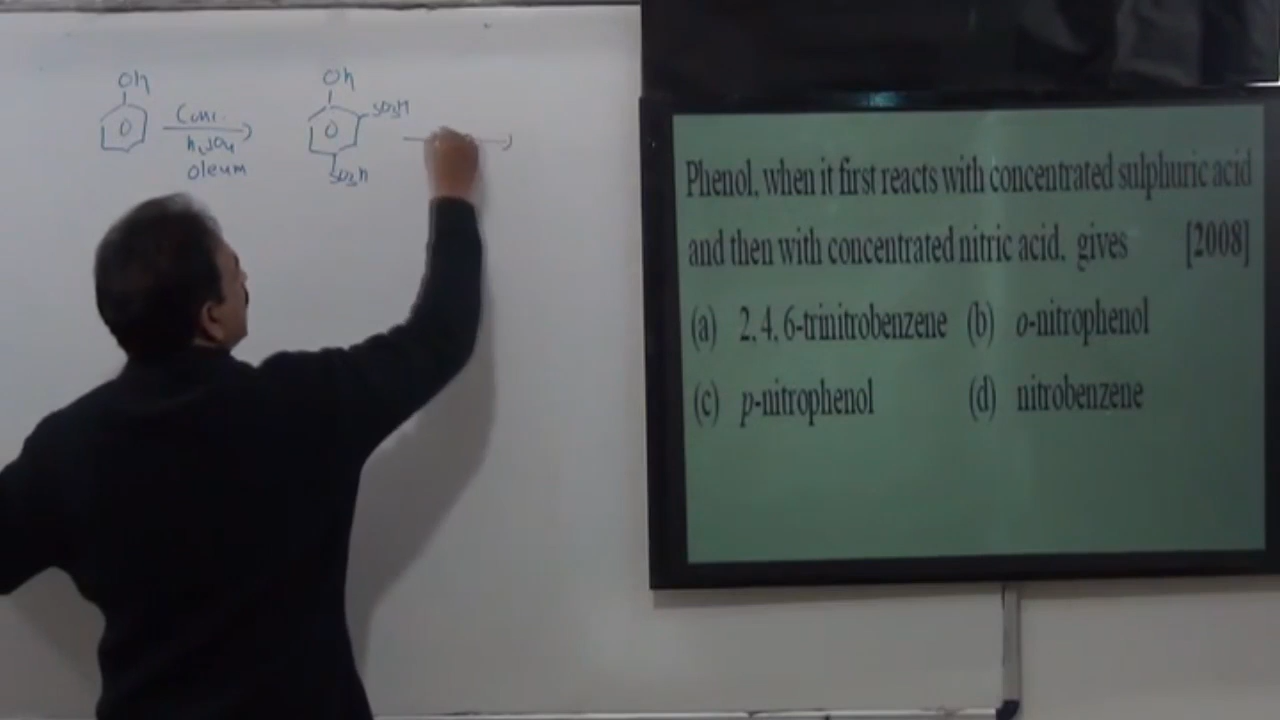 OH
OH
Conc.
SO3H
H2SO4
oleum
SO3H
Phenol, when it first reacts with concentrated sulphuric acid
and then with concentrated nitric acid, gives [2008]
(a) 2, 4, 6-trinitrobenzene (b) o-nitrophenol
(c) p-nitrophenol (d) nitrobenzene